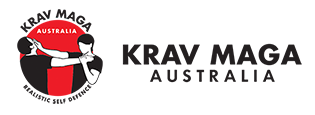 KRAV MAGA
AUSTRALIA
REALISTIC SELF DEFENCE
KRAV MAGA
AUSTRALIA